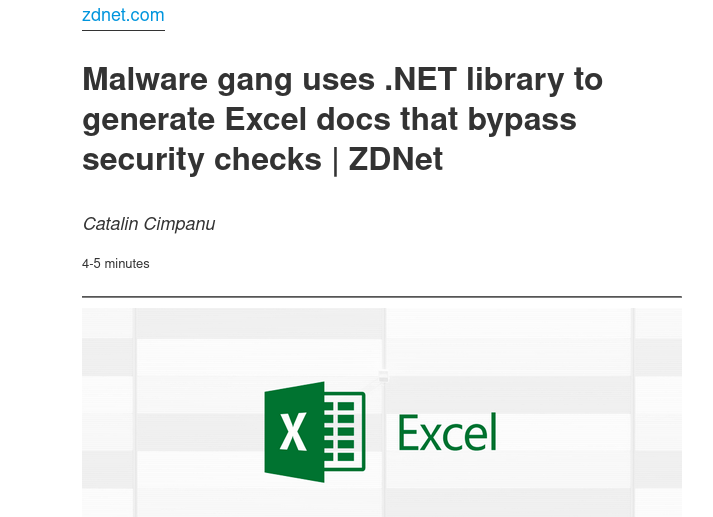 zdnet.com
Malware gang uses .NET library to
generate Excel docs that bypass
security checks | ZDNet
Catalin Cimpanu
4-5 minutes
X Excel